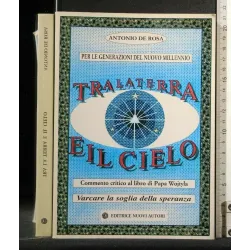 ANTONIO DE ROSA
PER LE GENERAZIONI DEL NUOVO MILLENNIO
TRA LA TERRA
E IL CIELO
Commento critico al libro di Papa Wojtyla
Varcare la soglia della speranza
EDITRICE NUOVI AUTORI